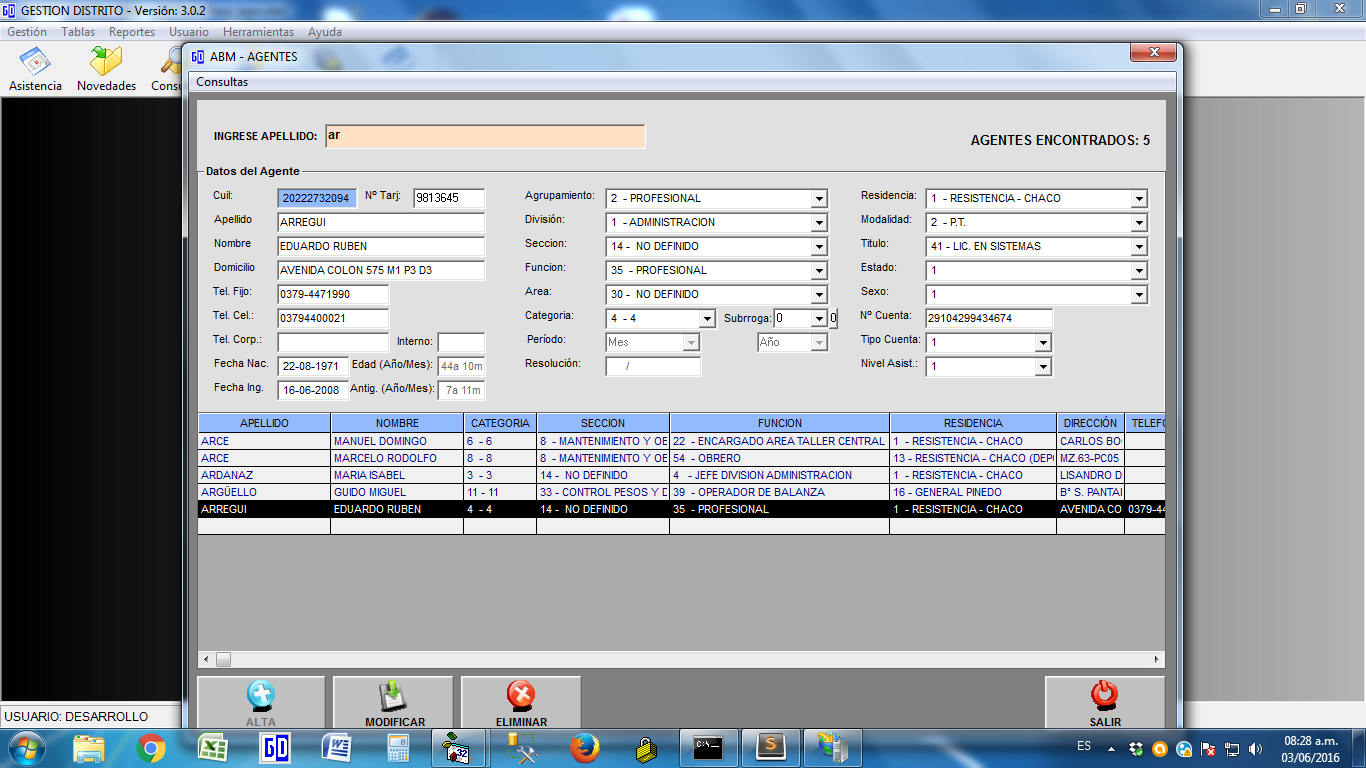 GESTION DISTRITO - Versión: 3.0.2
Gestión Tablas Reportes Usuario Herramientas Ayuda
Asistencia Novedades Consu
ABM - AGENTES
Consultas
INGRESE APELLIDO: ar
AGENTES ENCONTRADOS: 5
Datos del Agente
Cuil: 20222732094 Nº Tarj: 9813645 Agrupamiento: 2 - PROFESIONAL Residencia: 1 - RESISTENCIA - CHACO
Apellido ARREGUI División: 1 - ADMINISTRACION Modalidad: 2 - P.T.
Nombre EDUARDO RUBEN Seccion: 14 - NO DEFINIDO Titulo: 41 - LIC. EN SISTEMAS
Domicilio AVENIDA COLON 575 M1 P3 D3 Funcion: 35 - PROFESIONAL Estado: 1
Tel. Fijo: 0379-4471990 Area: 30 - NO DEFINIDO Sexo: 1
Tel. Cel.: 03794400021 Categoria: 4 - 4 Subrroga: 0 0 Nº Cuenta: 29104299434674
Tel. Corp.: Interno: Período: Mes Año Tipo Cuenta: 1
Fecha Nac. 22-08-1971 Edad (Año/Mes): 44a 10m Resolución: / Nivel Asist.: 1
Fecha Ing. 16-06-2008 Antig. (Año/Mes): 7a 11m
APELLIDO NOMBRE CATEGORIA SECCION FUNCION RESIDENCIA DIRECCIÓN TELEFO
ARCE MANUEL DOMINGO 6 - 6 8 - MANTENIMIENTO Y OE 22 - ENCARGADO AREA TALLER CENTRAL 1 - RESISTENCIA - CHACO CARLOS BO
ARCE MARCELO RODOLFO 8 - 8 8 - MANTENIMIENTO Y OE 54 - OBRERO 13 - RESISTENCIA - CHACO (DEP MZ.63-PC05
ARDANAZ MARIA ISABEL 3 - 3 14 - NO DEFINIDO 4 - JEFE DIVISION ADMINISTRACION 1 - RESISTENCIA - CHACO LISANDRO D
ARGÜELLO GUIDO MIGUEL 11 - 11 33 - CONTROL PESOS Y D 39 - OPERADOR DE BALANZA 16 - GENERAL PINEDO B° S. PANTAI
ARREGUI EDUARDO RUBEN 4 - 4 14 - NO DEFINIDO 35 - PROFESIONAL 1 - RESISTENCIA - CHACO AVENIDA CO 0379-44
ALTA MODIFICAR ELIMINAR SALIR
USUARIO: DESARROLLO
ES 08:28 a.m.
03/06/2016